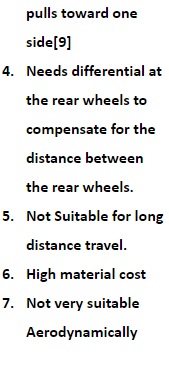 pulls toward one
side[9]
4. Needs differential at
the rear wheels to
compensate for the
distance between
the rear wheels.
5. Not Suitable for long
distance travel.
6. High material cost
7. Not very suitable
Aerodynamically